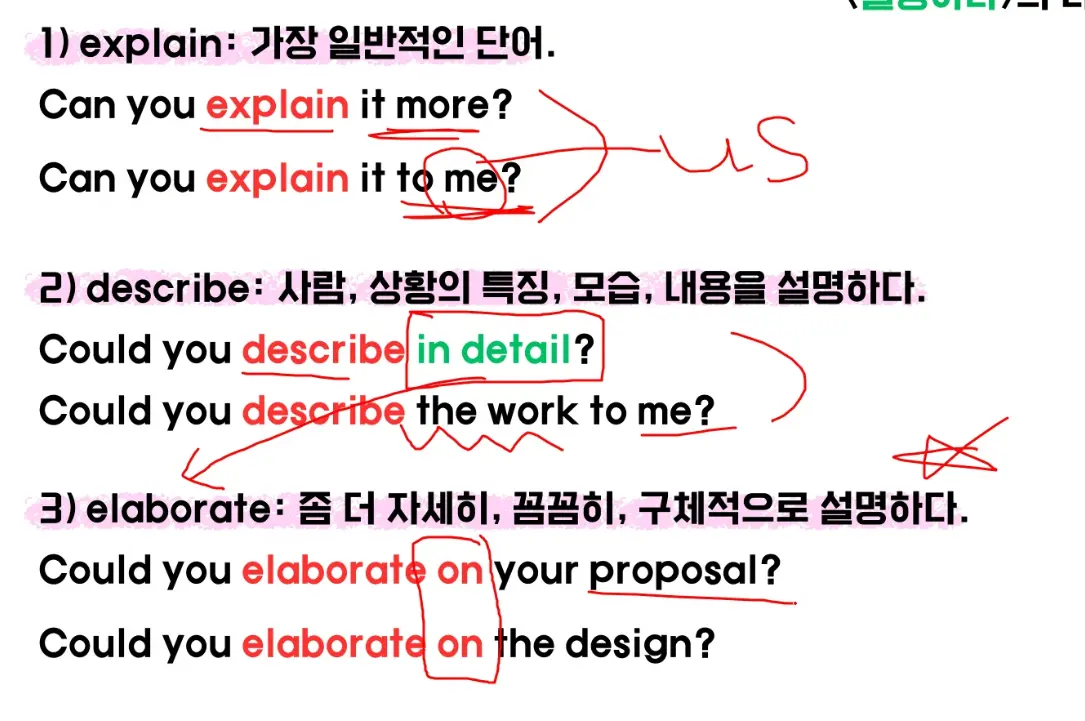 1) explain: 가장 일반적인 단어.
Can you explain it more?
us
Can you explain it to me?
2) describe: 사람, 상황의 특징, 모습, 내용을 설명하다.
Could you describe in detail?
Could you describe the work to me?
3) elaborate: 좀 더 자세히, 꼼꼼히, 구체적으로 설명하다.
Could you elaborate on your proposal?
Could you elaborate on the design?